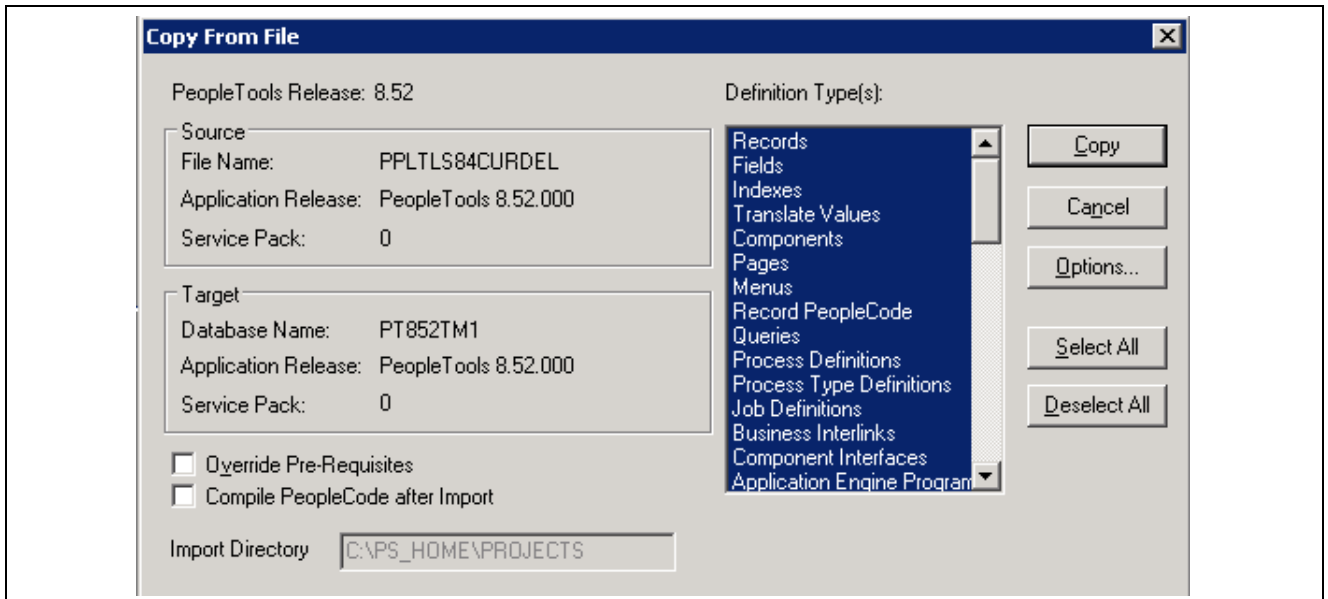 Copy From File
PeopleTools Release: 8.52
Source
File Name: PPLTLS84CURDEL
Application Release: PeopleTools 8.52.000
Service Pack: 0
Target
Database Name: PT852TM1
Application Release: PeopleTools 8.52.000
Service Pack: 0
Override Pre-Requisites
Compile PeopleCode after Import
Import Directory C:\PS_HOME\PROJECTS
Definition Type(s):
Records
Fields
Indexes
Translate Values
Components
Pages
Menus
Record PeopleCode
Queries
Process Definitions
Process Type Definitions
Job Definitions
Business Interlinks
Component Interfaces
Application Engine Program
Copy
Cancel
Options...
Select All
Deselect All